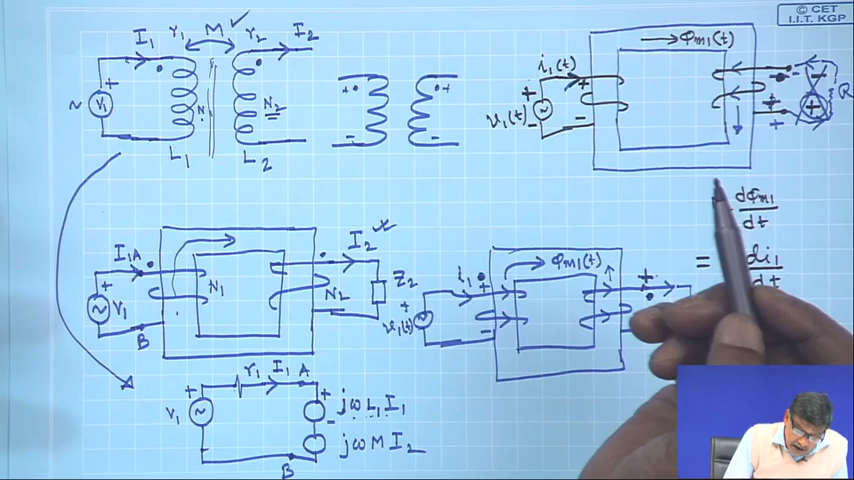 © CET
I.I.T. KGP
I₁ r₁ M ✓ r₂ I₂
+
~ V₁ N₁ N₂
L₁ L₂
+ +
- -
→ Φm1(t)
i₁(t)
+ +
v₁(t)
- -
- R
+
+
dΦm1
dt
= di₁
dt
I₁ A I₂
+ N₁ N₂ Z₂
V₁
- B
i₁ + Φm1(t) +
+
v₁(t)
- -
r₁ I₁ A
+ +
V₁ jωL₁I₁
-
jωMI₂
B